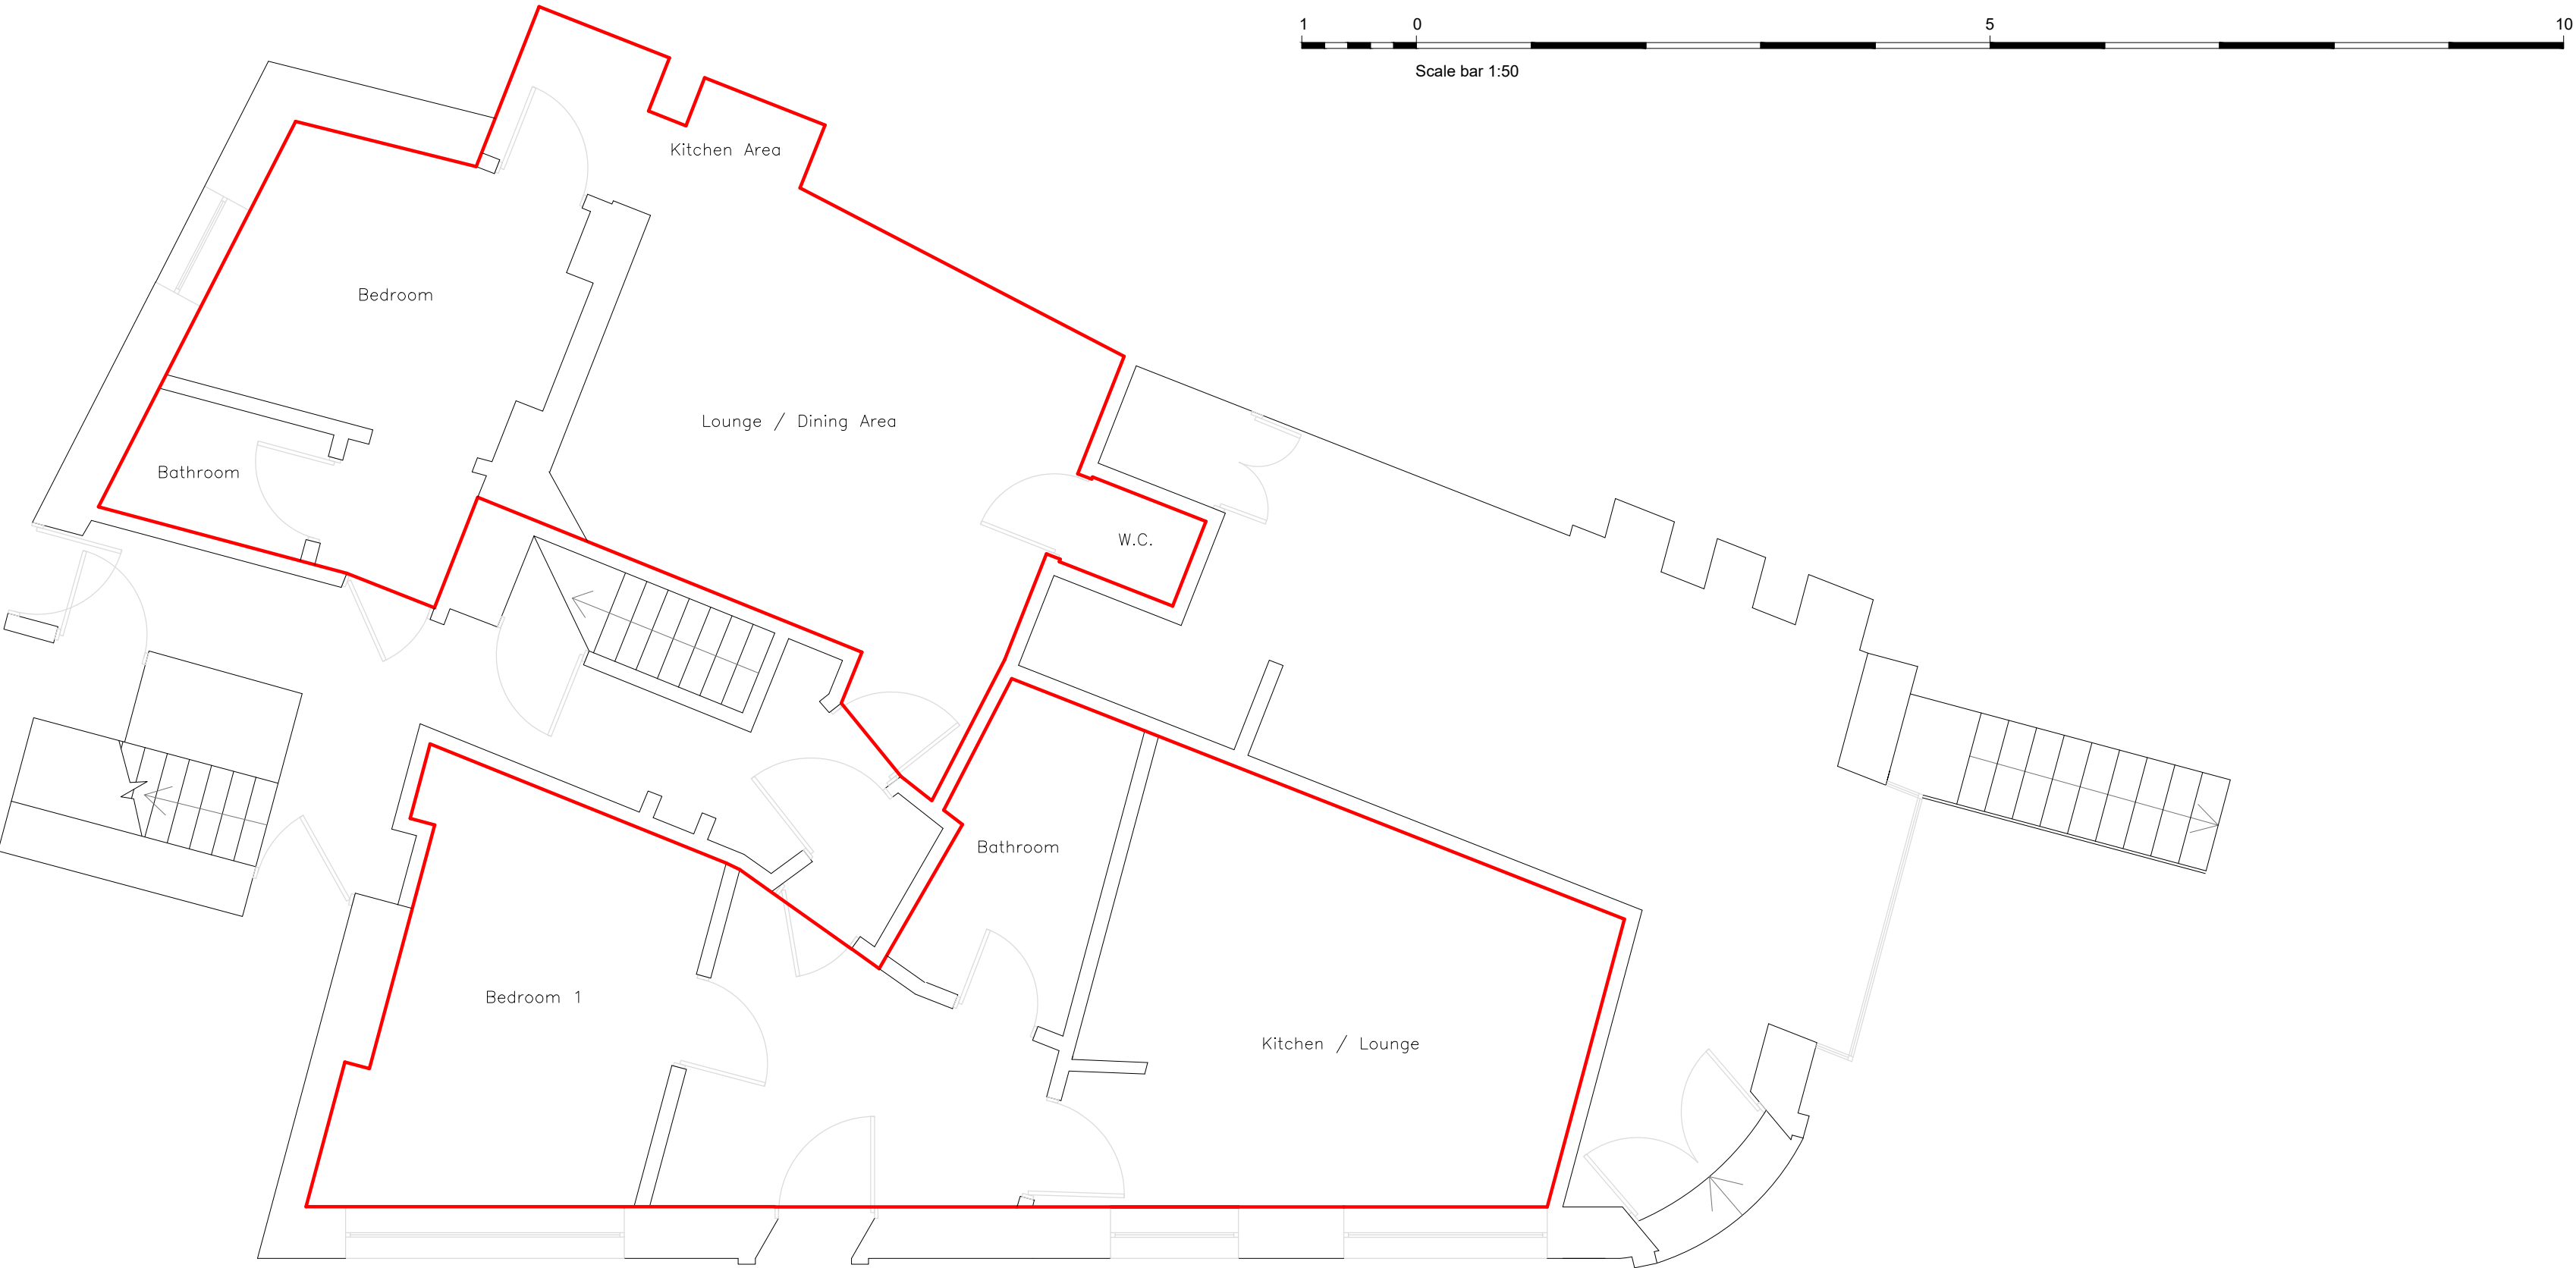 1 0 5 10
Scale bar 1:50
Kitchen Area
Bedroom
Lounge / Dining Area
Bathroom
W.C.
Bathroom
Bedroom 1
Kitchen / Lounge